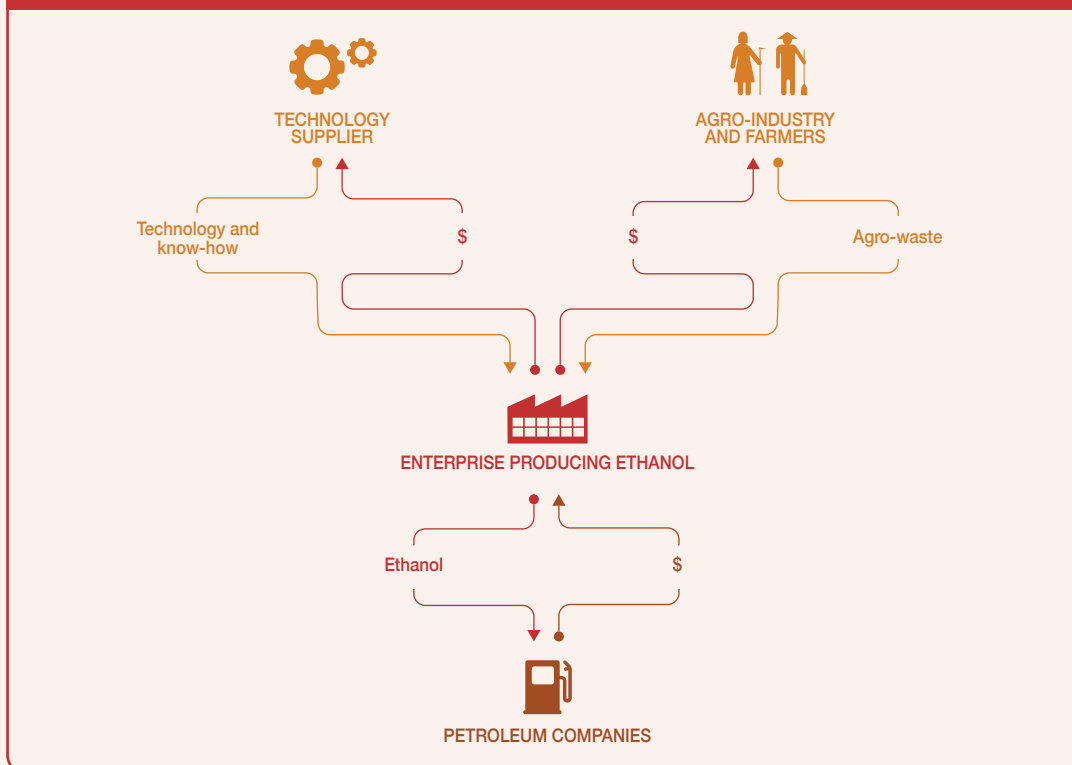 TECHNOLOGY
SUPPLIER
AGRO-INDUSTRY
AND FARMERS
Technology and
know-how
$
$
Agro-waste
ENTERPRISE PRODUCING ETHANOL
Ethanol
$
PETROLEUM COMPANIES